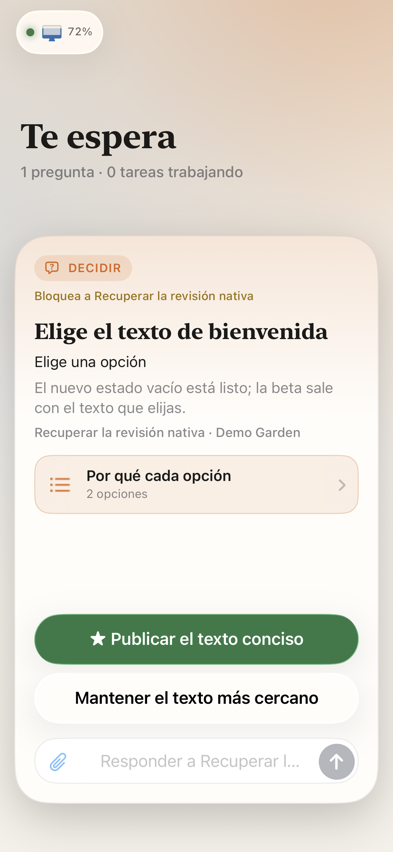 72%
Te espera
1 pregunta · 0 tareas trabajando
DECIDIR
Bloquea a Recuperar la revisión nativa
Elige el texto de bienvenida
Elige una opción
El nuevo estado vacío está listo; la beta sale
con el texto que elijas.
Recuperar la revisión nativa · Demo Garden
Por qué cada opción
2 opciones
Publicar el texto conciso
Mantener el texto más cercano
Responder a Recuperar l...